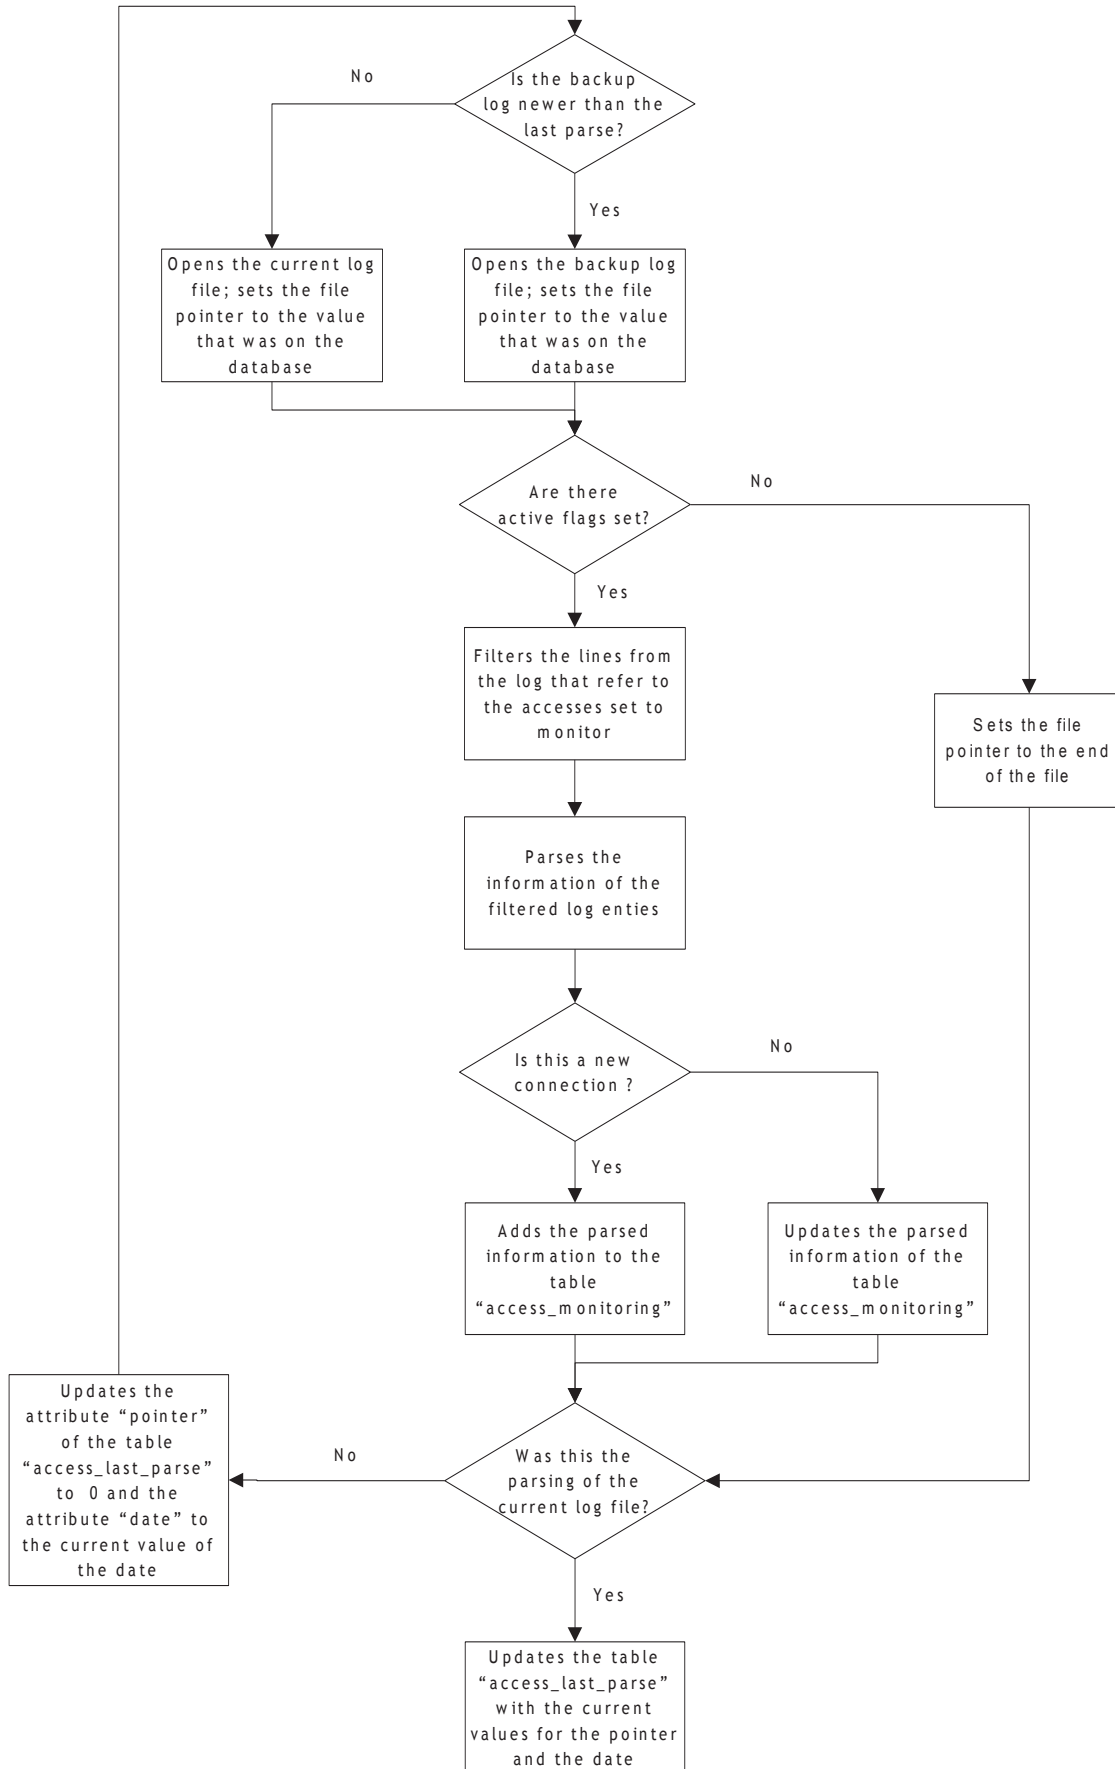 Is the backup
log newer than the
last parse?
No
Yes
Opens the current log
file; sets the file
pointer to the value
that was on the
database
Opens the backup log
file; sets the file
pointer to the value
that was on the
database
Are there
active flags set?
No
Yes
Filters the lines from
the log that refer to
the accesses set to
monitor
Sets the file
pointer to the end
of the file
Parses the
information of the
filtered log enties
Is this a new
connection ?
No
Yes
Adds the parsed
information to the
table
“access_monitoring”
Updates the parsed
information of the
table
“access_monitoring”
Updates the
attribute “pointer”
of the table
“access_last_parse”
to 0 and the
attribute “date” to
the current value of
the date
No
Was this the
parsing of the
current log file?
Yes
Updates the table
“access_last_parse”
with the current
values for the pointer
and the date